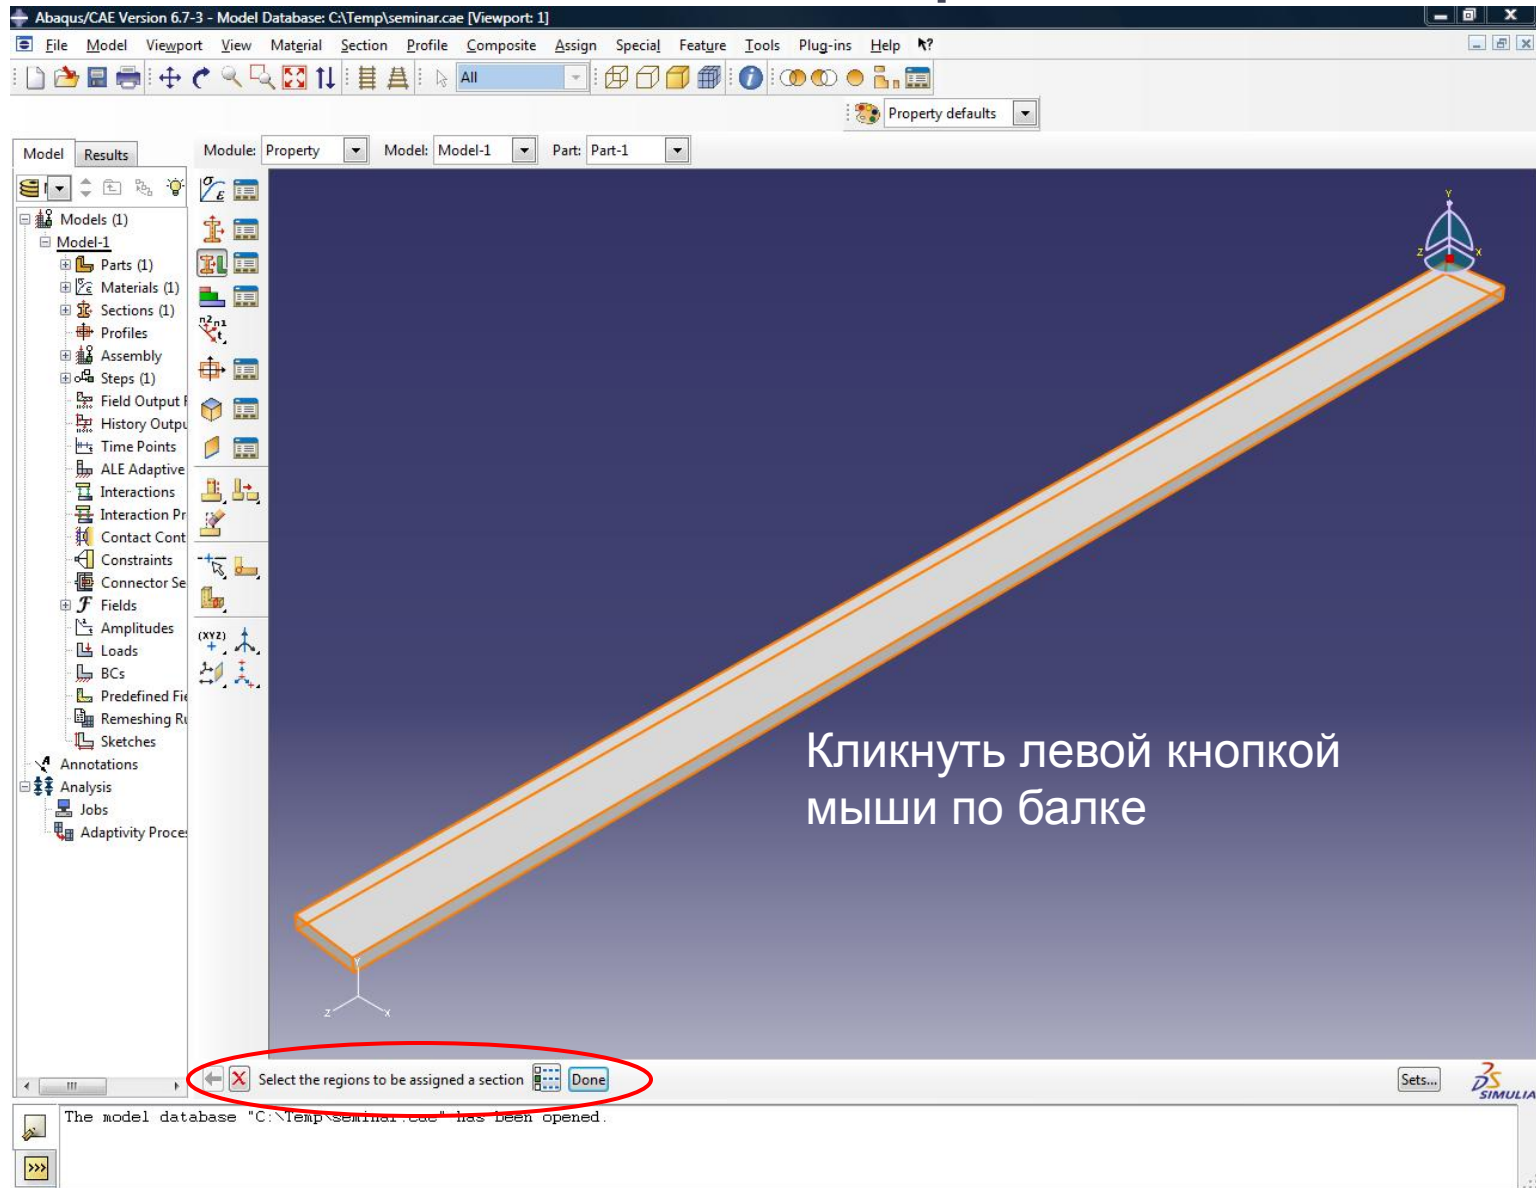 Abaqus/CAE Version 6.7-3 - Model Database: C:\Temp\seminar.cae [Viewport: 1]
File Model Viewport View Material Section Profile Composite Assign Special Feature Tools Plug-ins Help
All
Property defaults
Model Results
Module: Property Model: Model-1 Part: Part-1
Models (1)
Model-1
Parts (1)
Materials (1)
Sections (1)
Profiles
Assembly
Steps (1)
Field Output
History Outpu
Time Points
ALE Adaptive
Interactions
Interaction Pr
Contact Cont
Constraints
Connector Se
Fields
Amplitudes
Loads
BCs
Predefined Fie
Remeshing Ru
Sketches
Annotations
Analysis
Jobs
Adaptivity Proces
n2 n1
t
(XYZ)
Y
Z X
Кликнуть левой кнопкой
мыши по балке
Y
Z X
Select the regions to be assigned a section Done
Sets...
SIMULIA
The model database "C:\Temp\seminar.cae" has been opened.
>>>